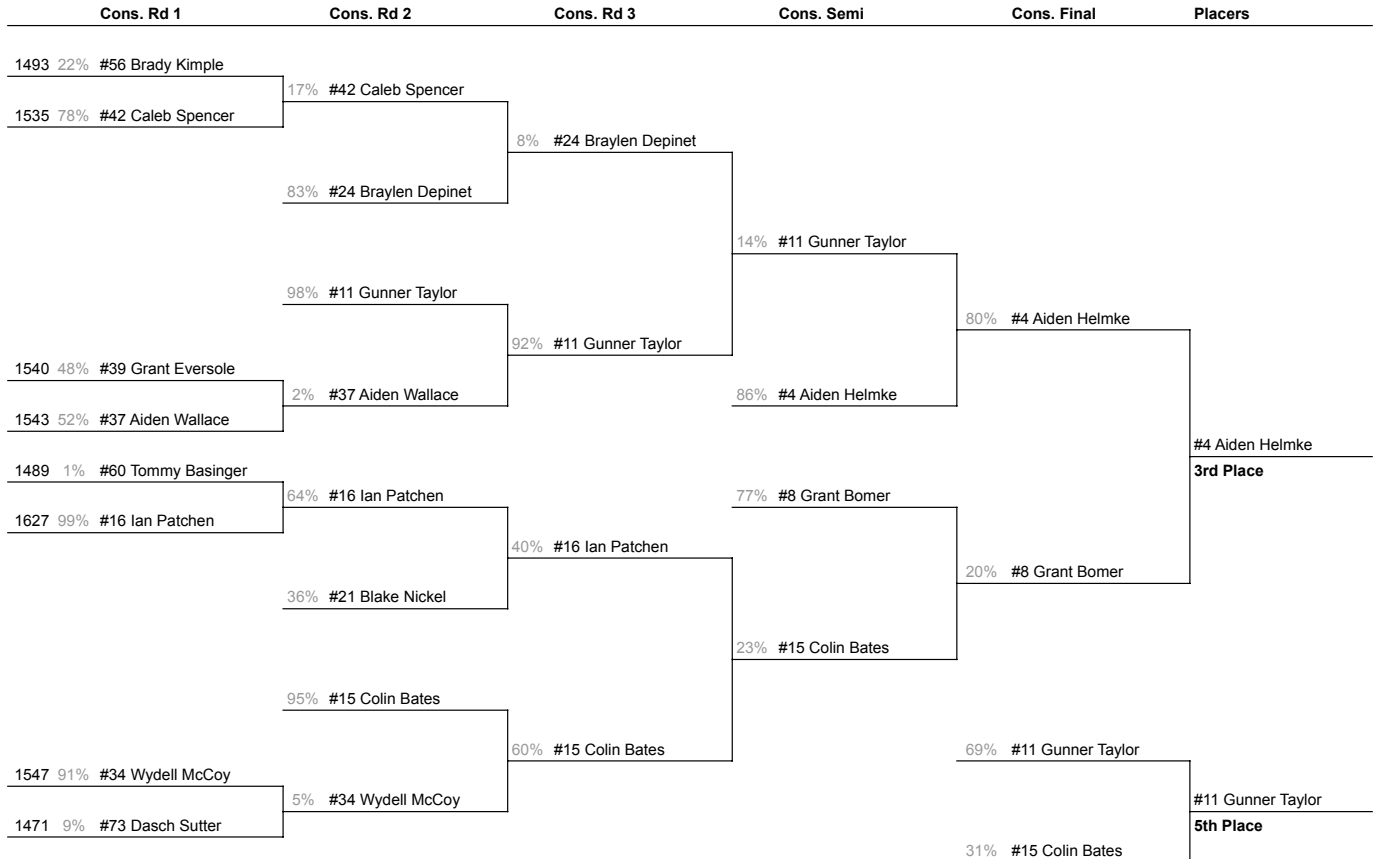 Cons. Rd 1 Cons. Rd 2 Cons. Rd 3 Cons. Semi Cons. Final Placers
1493 22% #56 Brady Kimple
17% #42 Caleb Spencer
1535 78% #42 Caleb Spencer
8% #24 Braylen Depinet
83% #24 Braylen Depinet
14% #11 Gunner Taylor
98% #11 Gunner Taylor
80% #4 Aiden Helmke
92% #11 Gunner Taylor
1540 48% #39 Grant Eversole
2% #37 Aiden Wallace
86% #4 Aiden Helmke
1543 52% #37 Aiden Wallace
#4 Aiden Helmke
1489 1% #60 Tommy Basinger
3rd Place
64% #16 Ian Patchen
77% #8 Grant Bomer
1627 99% #16 Ian Patchen
40% #16 Ian Patchen
20% #8 Grant Bomer
36% #21 Blake Nickel
23% #15 Colin Bates
95% #15 Colin Bates
60% #15 Colin Bates
69% #11 Gunner Taylor
1547 91% #34 Wydell McCoy
5% #34 Wydell McCoy
#11 Gunner Taylor
1471 9% #73 Dasch Sutter
5th Place
31% #15 Colin Bates